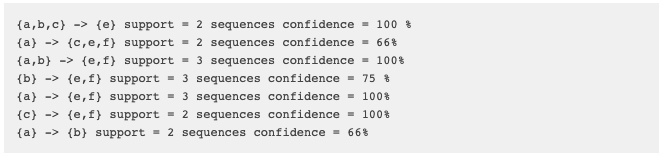 {a,b,c} -> {e} support = 2 sequences confidence = 100 %
{a} -> {c,e,f} support = 2 sequences confidence = 66%
{a,b} -> {e,f} support = 3 sequences confidence = 100%
{b} -> {e,f} support = 3 sequences confidence = 75 %
{a} -> {e,f} support = 3 sequences confidence = 100%
{c} -> {e,f} support = 2 sequences confidence = 100%
{a} -> {b} support = 2 sequences confidence = 66%